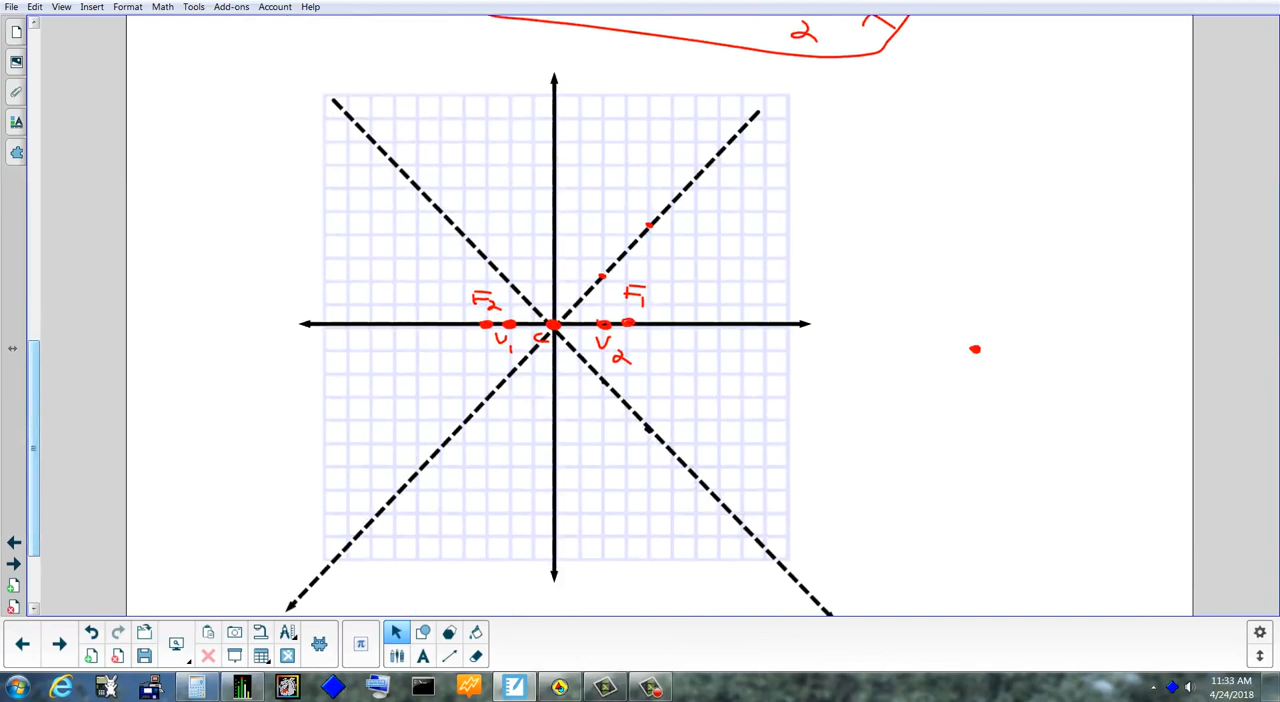 File Edit View Insert Format Math Tools Add-ons Account Help
2
F2 F1
V1 C V2
π
11:33 AM
4/24/2018